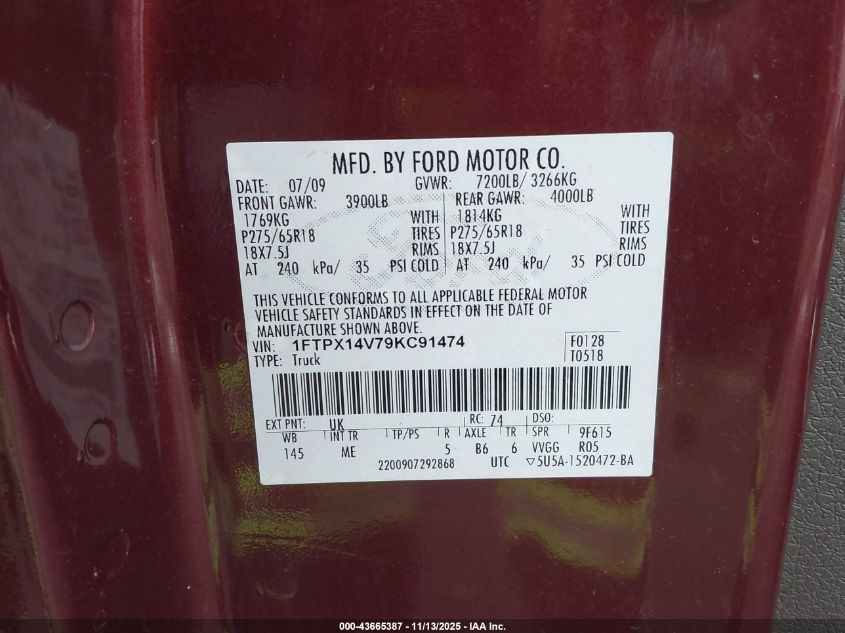 MFD. BY FORD MOTOR CO.
DATE: 07/09 GVWR: 7200LB/ 3266KG
FRONT GAWR: 3900LB REAR GAWR: 4000LB
1769KG WITH 1814KG WITH
P275/65R18 TIRES P275/65R18 TIRES
18X7.5J RIMS 18X7.5J RIMS
AT 240 kPa/ 35 PSI COLD AT 240 kPa/ 35 PSI COLD
THIS VEHICLE CONFORMS TO ALL APPLICABLE FEDERAL MOTOR
VEHICLE SAFETY STANDARDS IN EFFECT ON THE DATE OF
MANUFACTURE SHOWN ABOVE.
VIN: 1FTPX14V79KC91474 F0128
TYPE: Truck T0518
EXT PNT: UK RC: 74 DSO:
WB INT TR TP/PS R AXLE TR SPR 9F615
145 ME 5 B6 6 VVGG R05
2200907292868 UTC ▽5U5A-1520472-BA
000-43665387 - 11/13/2025 - IAA Inc.